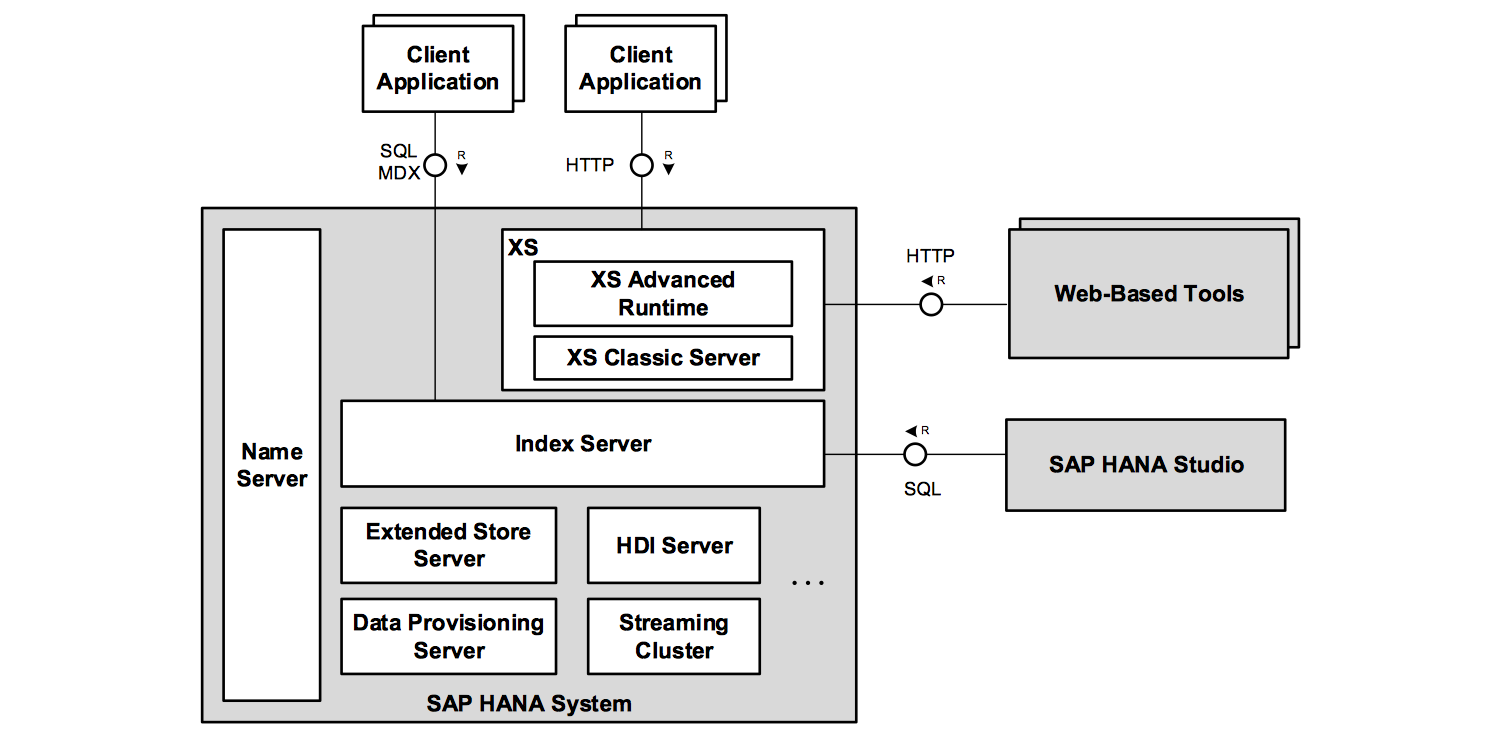 Client
Application
Client
Application
SQL
MDX
R
HTTP
R
XS
XS Advanced
Runtime
XS Classic Server
HTTP
R
Web-Based Tools
Name
Server
Index Server
R
SQL
SAP HANA Studio
Extended Store
Server
HDI Server
...
Data Provisioning
Server
Streaming
Cluster
SAP HANA System